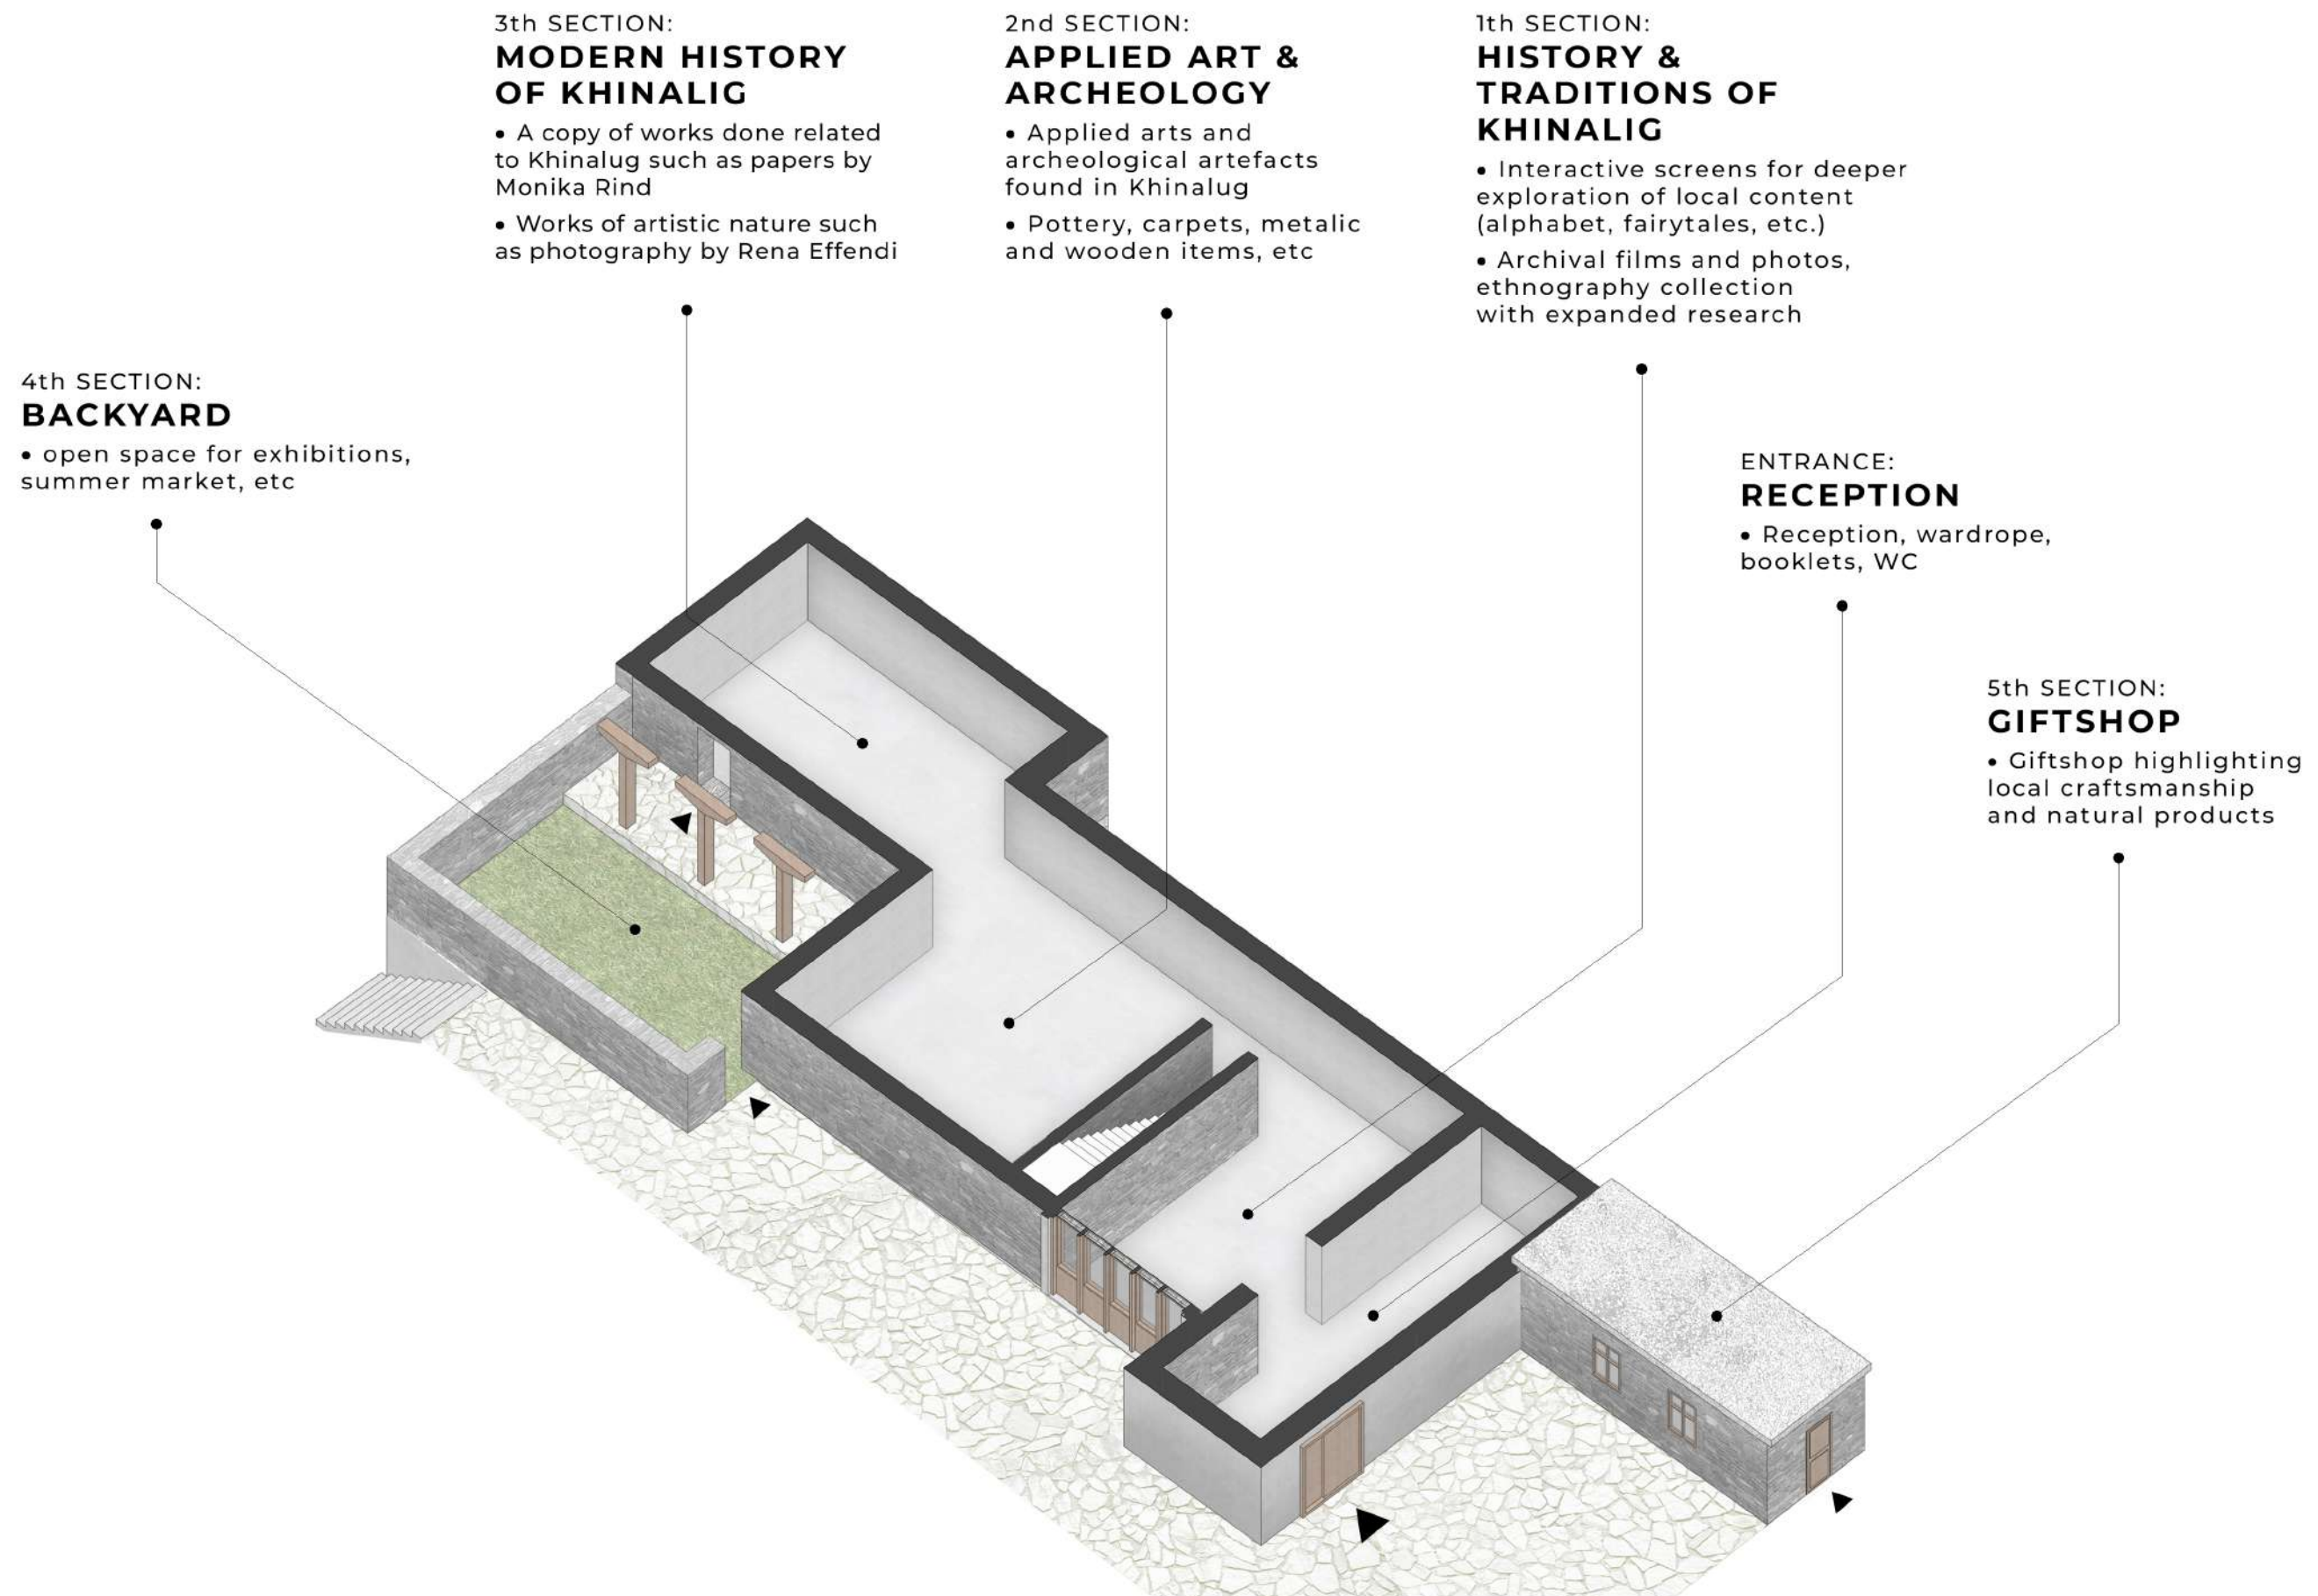 3th SECTION:
MODERN HISTORY
OF KHINALIG
• A copy of works done related
to Khinalug such as papers by
Monika Rind
• Works of artistic nature such
as photography by Rena Effendi
2nd SECTION:
APPLIED ART &
ARCHEOLOGY
• Applied arts and
archeological artefacts
found in Khinalug
• Pottery, carpets, metalic
and wooden items, etc
1th SECTION:
HISTORY &
TRADITIONS OF
KHINALIG
• Interactive screens for deeper
exploration of local content
(alphabet, fairytales, etc.)
• Archival films and photos,
ethnography collection
with expanded research
4th SECTION:
BACKYARD
• open space for exhibitions,
summer market, etc
ENTRANCE:
RECEPTION
• Reception, wardrope,
booklets, WC
5th SECTION:
GIFTSHOP
• Giftshop highlighting
local craftsmanship
and natural products